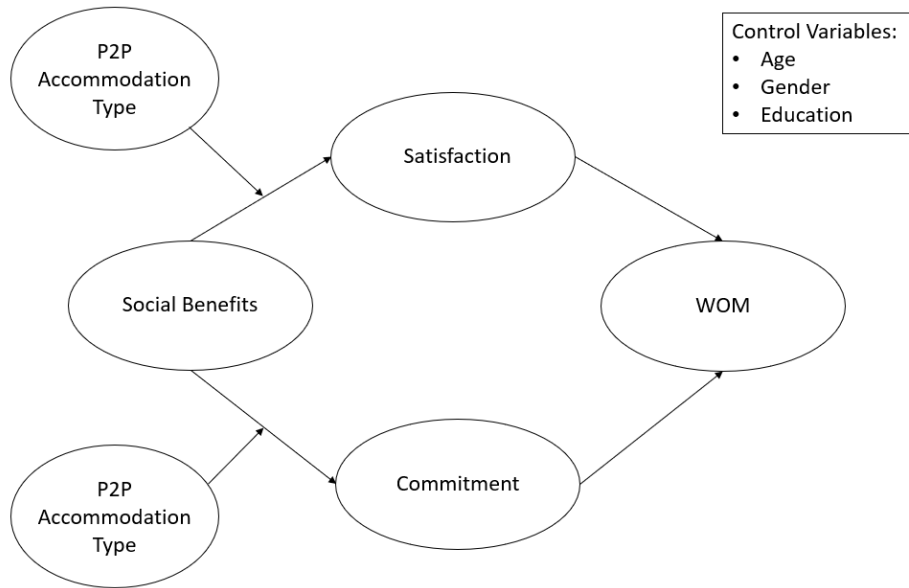 P2P
Accommodation
Type
Control Variables:
• Age
• Gender
• Education
Satisfaction
Social Benefits
WOM
Commitment
P2P
Accommodation
Type